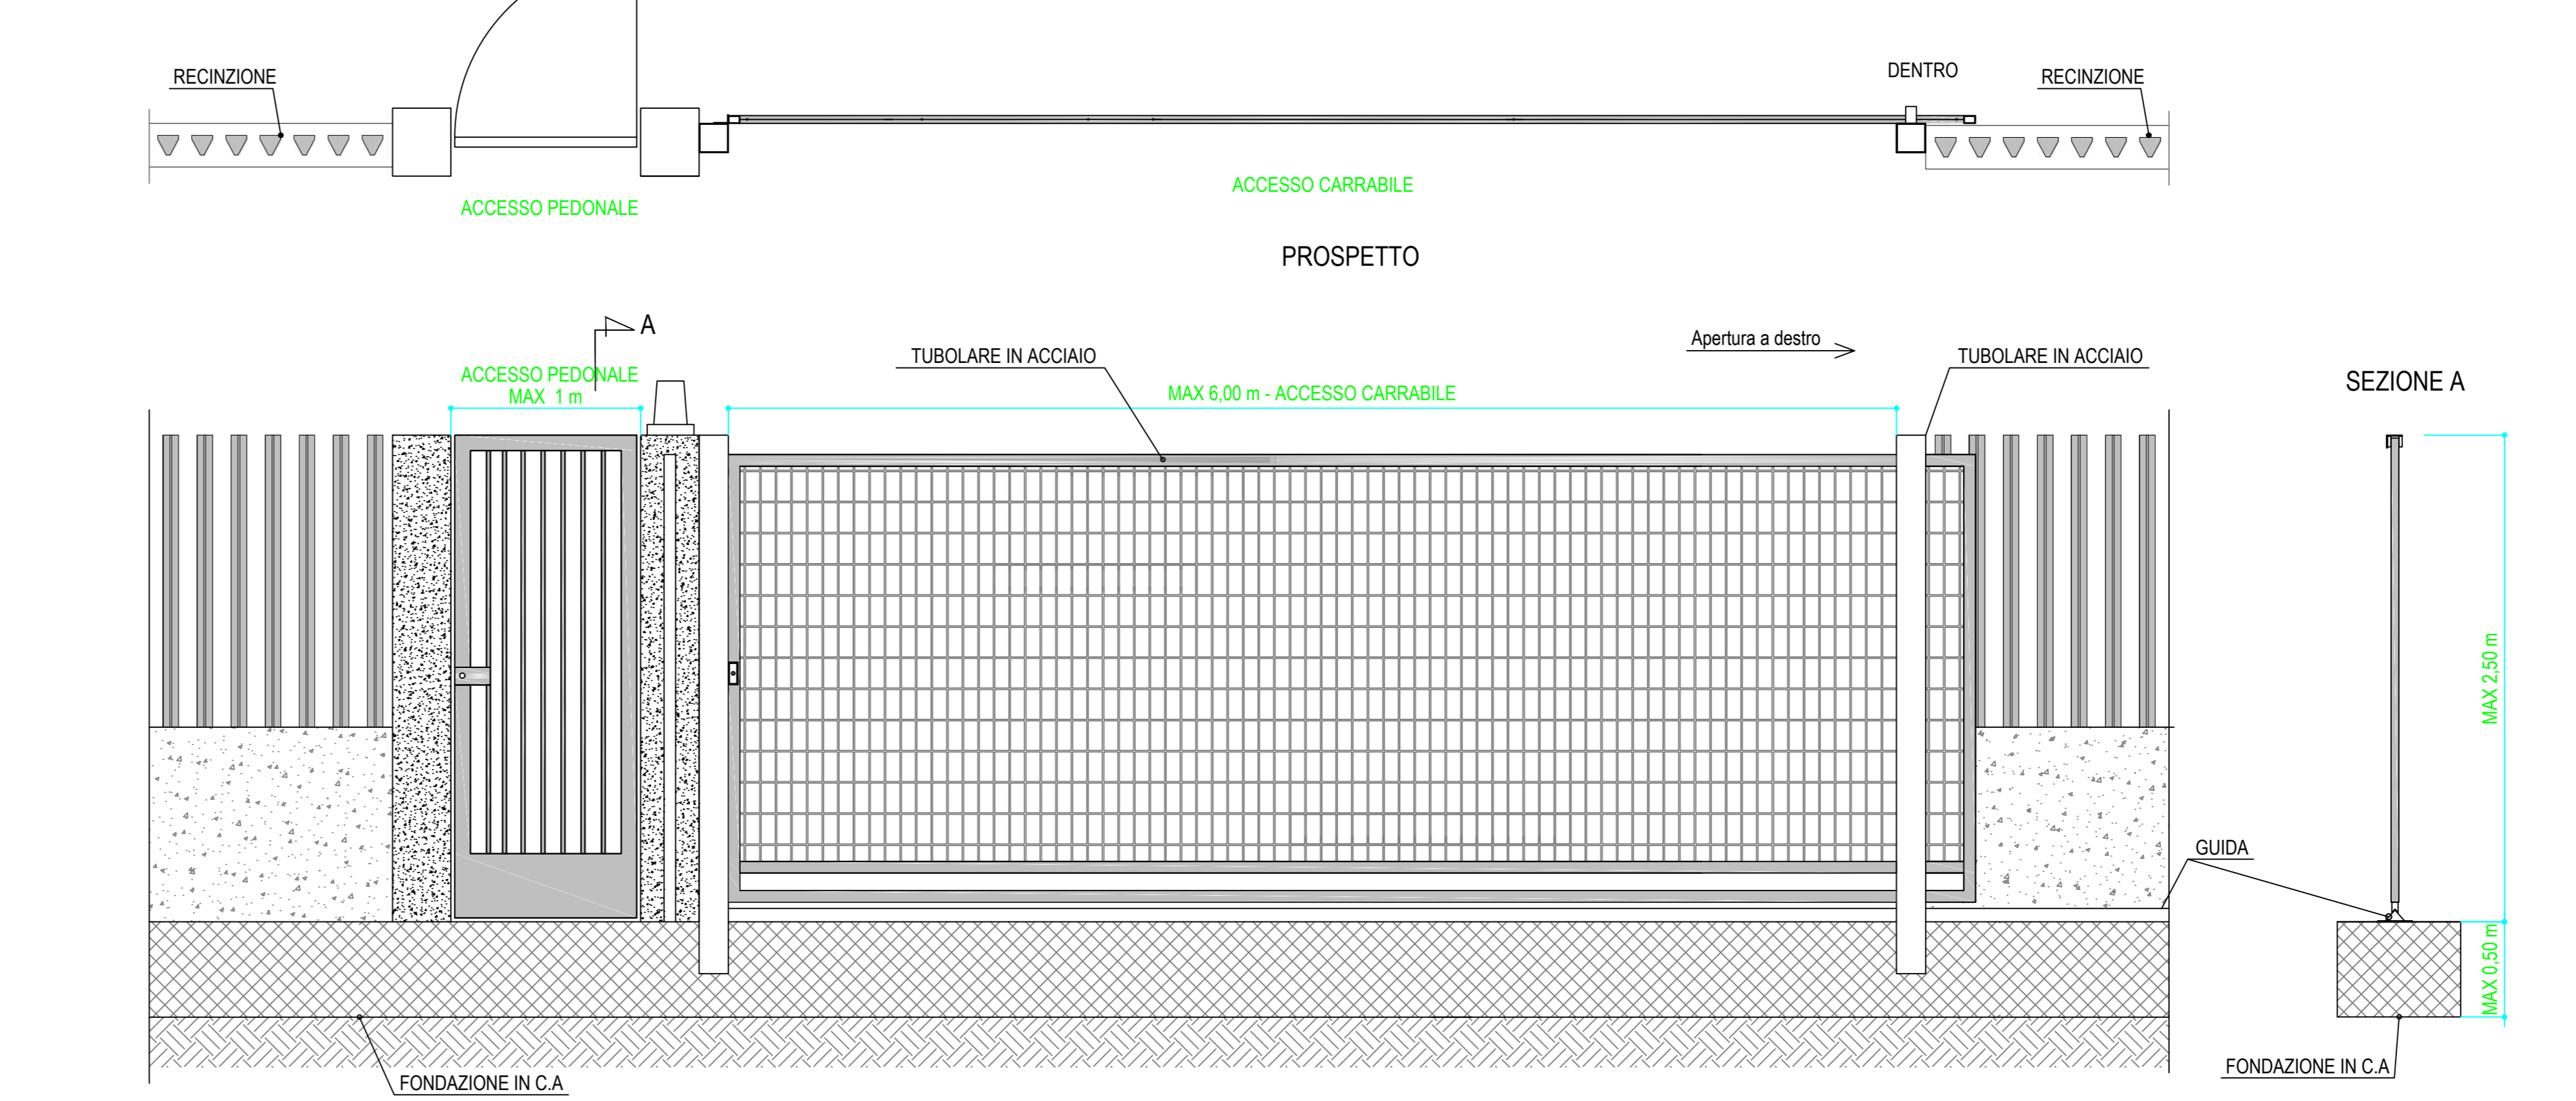 RECINZIONE
DENTRO
RECINZIONE
ACCESSO CARRABILE
ACCESSO PEDONALE
PROSPETTO
A
Apertura a destro
TUBOLARE IN ACCIAIO
TUBOLARE IN ACCIAIO
ACCESSO PEDONALE
MAX 1 m
MAX 6,00 m - ACCESSO CARRABILE
SEZIONE A
MAX 2,50 m
GUIDA
MAX 0,50 m
FONDAZIONE IN C.A
FONDAZIONE IN C.A